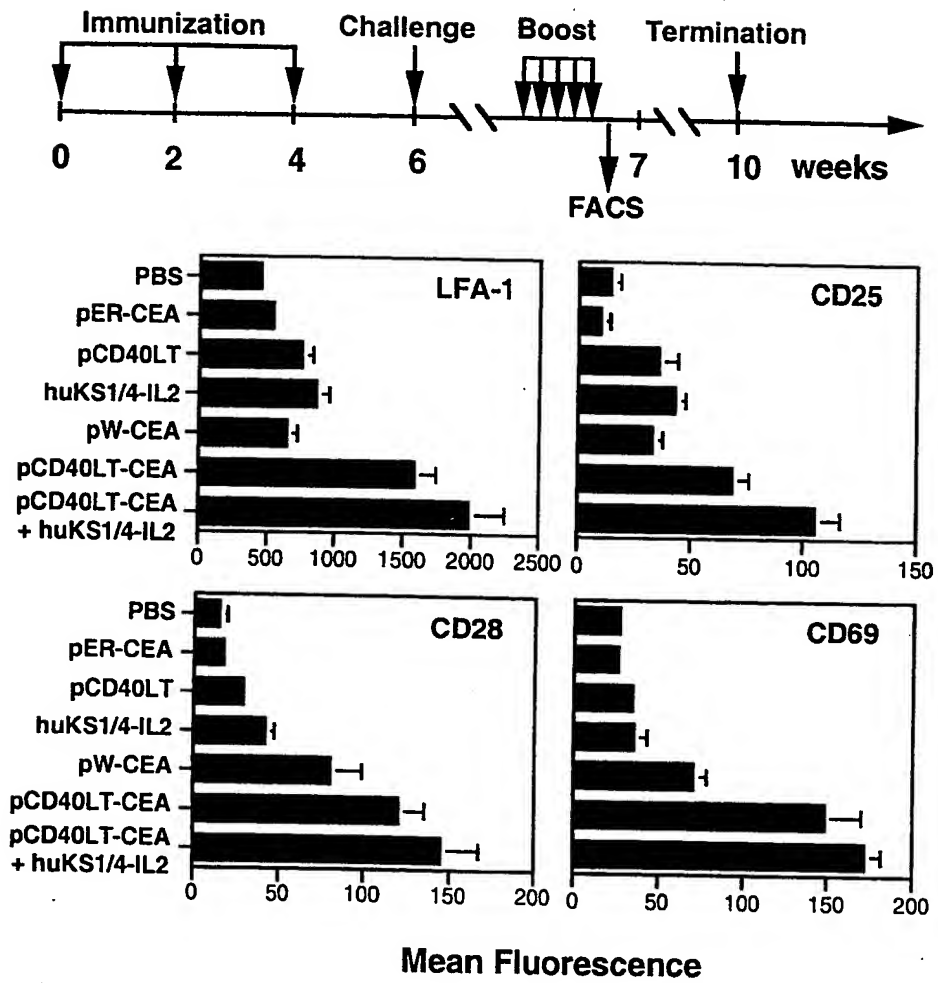 Immunization Challenge Boost Termination
0 2 4 6 7 10 weeks
FACS
LFA-1
PBS
pER-CEA
pCD40LT
huKS1/4-IL2
pW-CEA
pCD40LT-CEA
pCD40LT-CEA
+ huKS1/4-IL2
0 500 1000 1500 2000 2500
CD25
0 50 100 150
CD28
PBS
pER-CEA
pCD40LT
huKS1/4-IL2
pW-CEA
pCD40LT-CEA
pCD40LT-CEA
+ huKS1/4-IL2
0 50 100 150 200
CD69
0 50 100 150 200
Mean Fluorescence